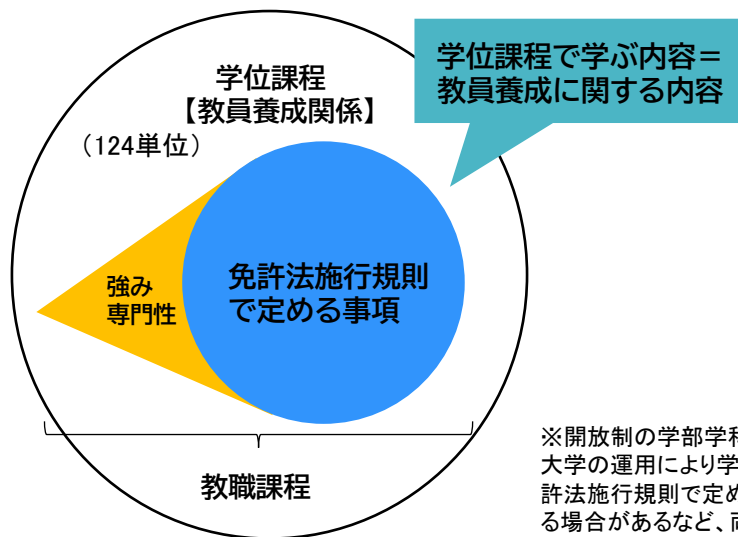 学位課程で学ぶ内容＝
教員養成に関する内容
学位課程
【教員養成関係】
（124単位）
強み
専門性
免許法施行規則
で定める事項
教職課程
※開放制の学部学科
大学の運用により学
許法施行規則で定め
る場合があるなど、両